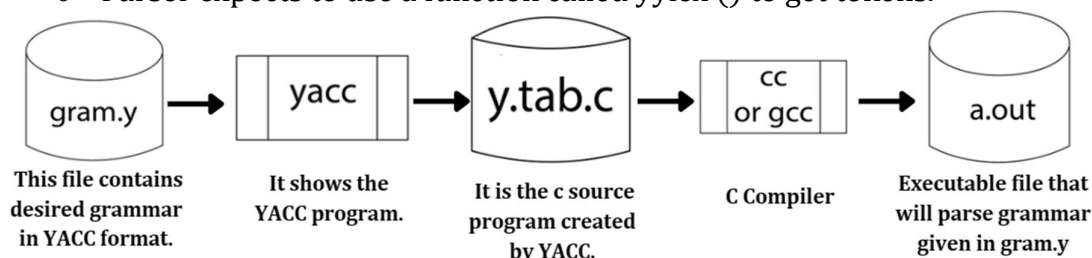 Parser expects to use a function called yylex () to get tokens.
gram.y
yacc
y.tab.c
cc
or gcc
a.out
This file contains
desired grammar
in YACC format.
It shows the
YACC program.
It is the c source
program created
by YACC.
C Compiler
Executable file that
will parse grammar
given in gram.y